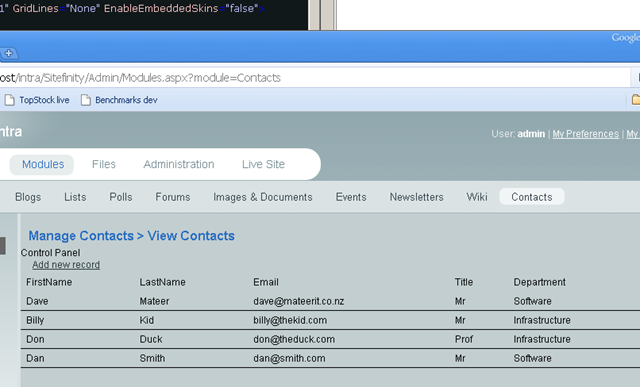 1" GridLines="None" EnableEmbeddedSkins="false"
Google
ost/intra/Sitefinity/Admin/Modules.aspx?module=Contacts
TopStock live Benchmarks dev
ntra
User: admin | My Preferences | My
Modules Files Administration Live Site
Blogs Lists Polls Forums Images & Documents Events Newsletters Wiki Contacts
Manage Contacts > View Contacts
Control Panel
Add new record
FirstName LastName Email Title Department
Dave Mateer dave@mateerit.co.nz Mr Software
Billy Kid billy@thekid.com Mr Infrastructure
Don Duck don@theduck.com Prof Infrastructure
Dan Smith dan@smith.com Mr Software